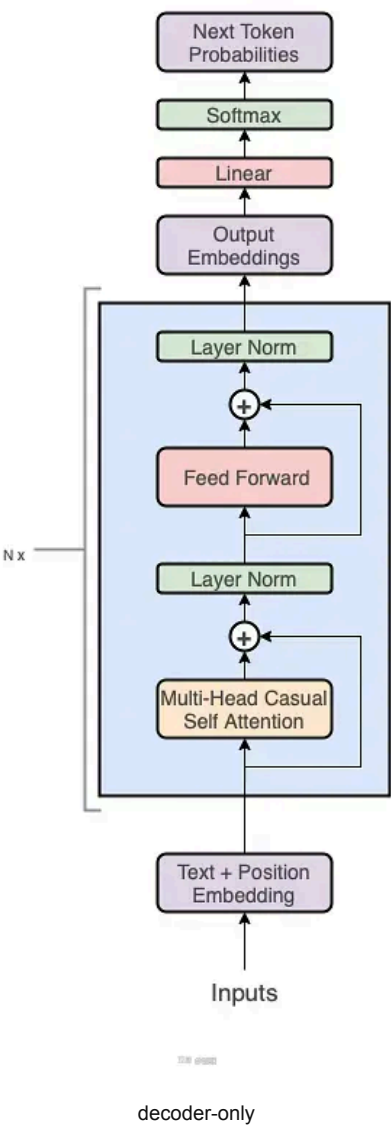 Next Token
Probabilities
Softmax
Linear
Output
Embeddings
Layer Norm
+
Feed Forward
Layer Norm
+
Multi-Head Casual
Self Attention
N x
Text + Position
Embedding
Inputs
decoder-only